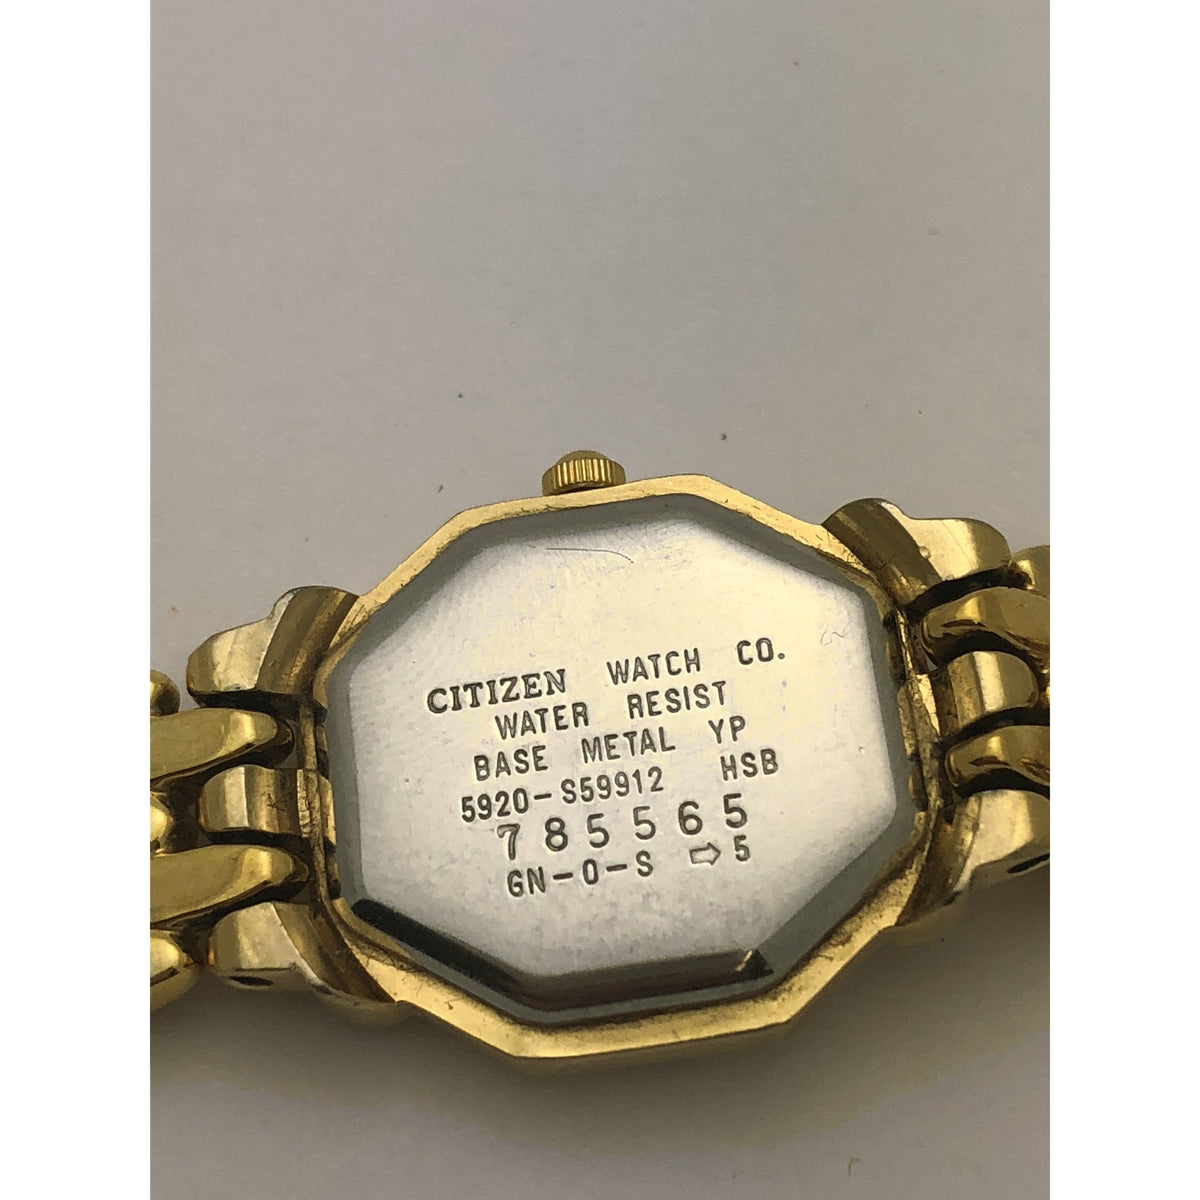 CITIZEN WATCH CO.
WATER RESIST
BASE METAL YP
5920-S59912 HSB
785565
GN-0-S ⇨5